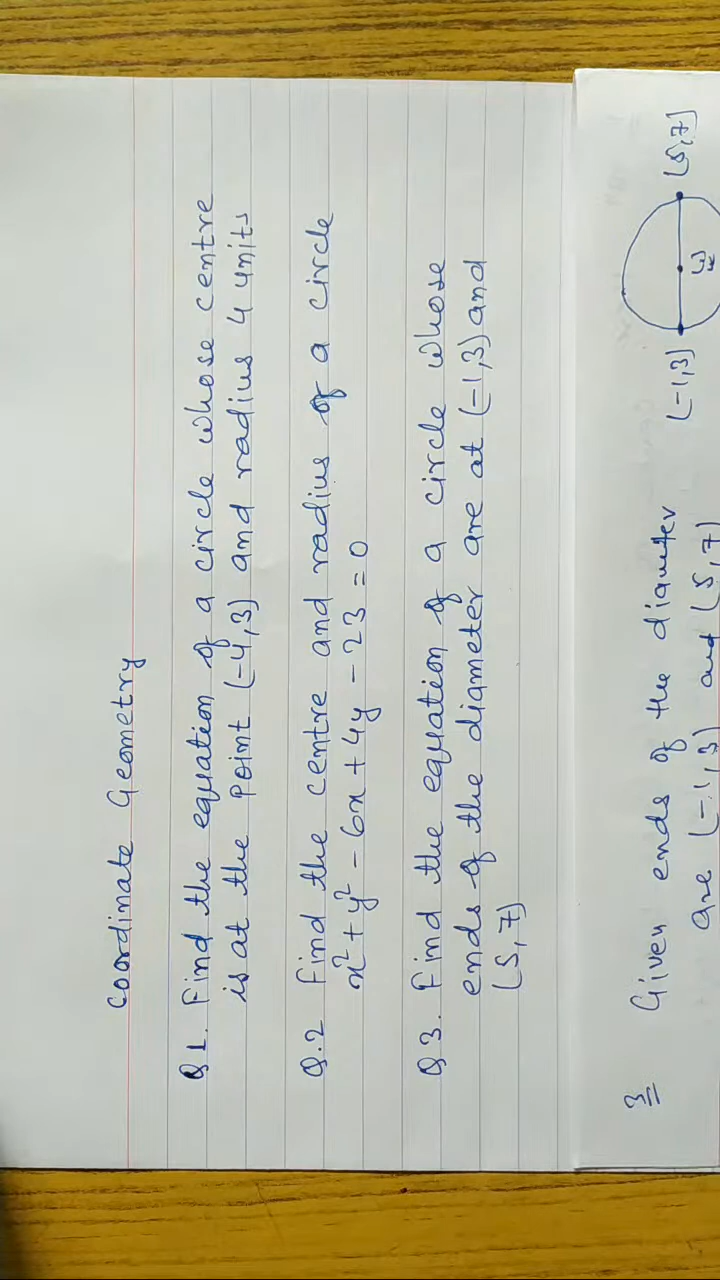 coordinate Geometry
Q 1. Find the equation of a circle whose centre
is at the point (-4,3) and radius 4 units
Q.2 Find the centre and radius of a circle
x²+y²-6x+4y-23=0
Q 3. Find the equation of a circle whose
ends of the diameter are at (-1,3) and
(5,7)
3 Given ends of the diameter
are (-1,3) and (5,7)
(-1,3)
(5,7)